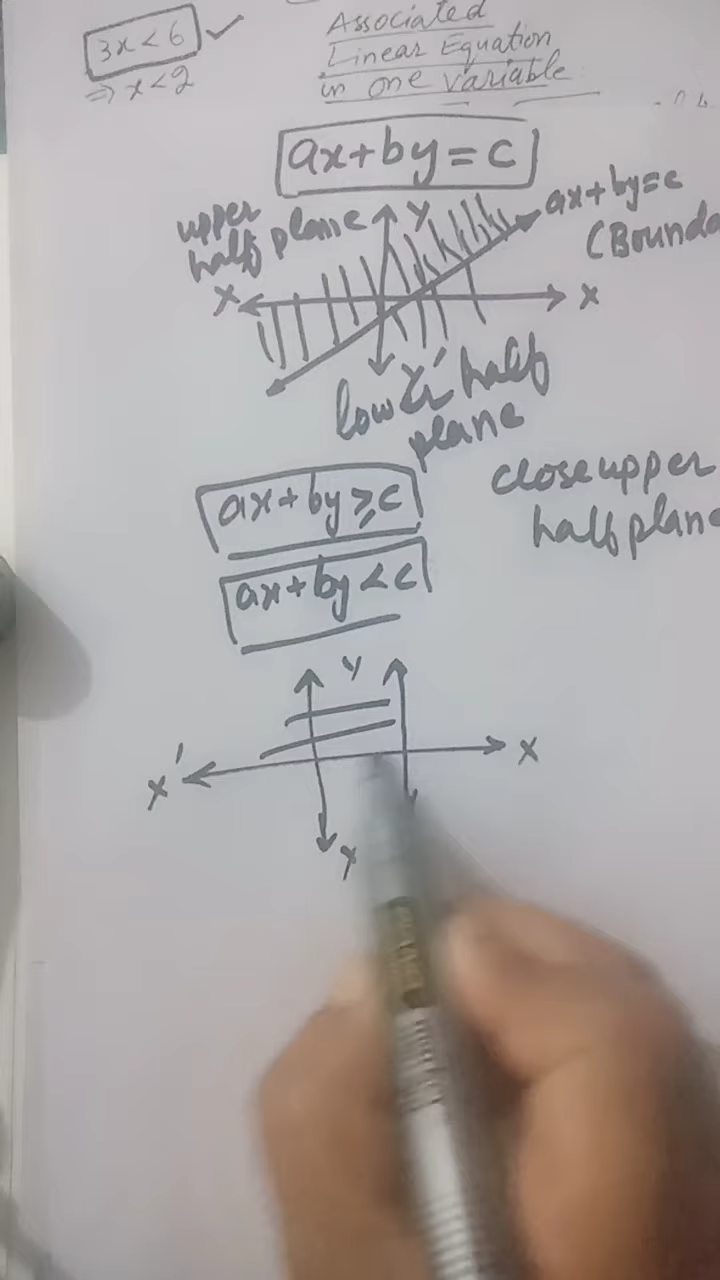 3x < 6
⇒ x < 2
Associated
Linear Equation
in one variable
ax+by = c
upper
half plane
Y
ax+by=c
(Bounda
X
X
Y'
lower half
plane
ax + by ≥ c
close upper
half plane
ax + by < c
Y
X'
X
Y